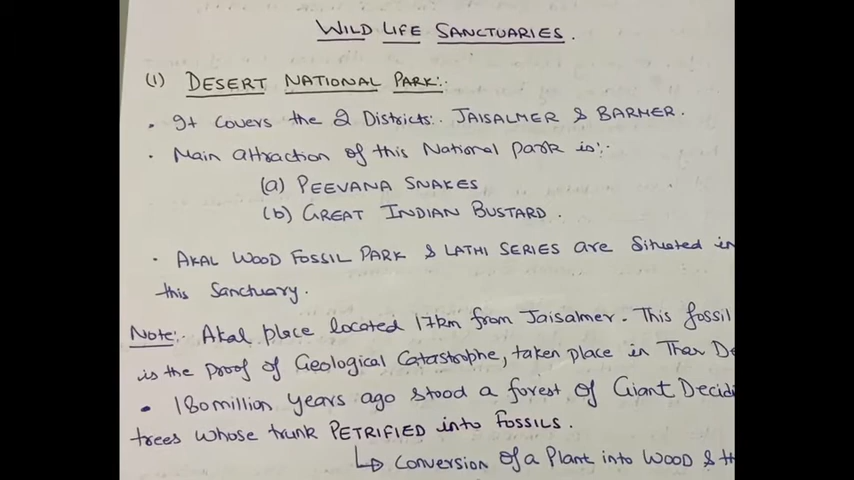 WILD LIFE SANCTUARIES.
(1) DESERT NATIONAL PARK:.
• It covers the 2 Districts:. JAISALMER & BARMER.
• Main attraction of this National park is:.
(a) PEEVANA SNAKES
(b) GREAT INDIAN BUSTARD.
• AKAL WOOD FOSSIL PARK & LATHI SERIES are Situated in
this Sanctuary.
Note:. Akal place located 17km from Jaisalmer. This fossil
is the proof of Geological Catastrophe, taken place in Thar
• 180 million years ago stood a forest of Giant
trees whose trunk PETRIFIED into FOSSILS.
↳ Conversion of a Plant into WOOD &